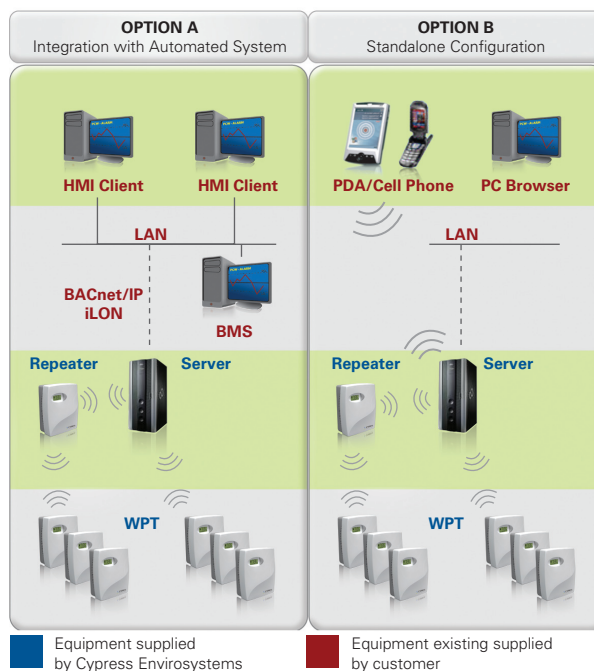 OPTION A
Integration with Automated System
OPTION B
Standalone Configuration
HMI Client
HMI Client
PDA/Cell Phone
PC Browser
LAN
LAN
BACnet/IP
iLON
BMS
Repeater
Server
Repeater
Server
WPT
WPT
Equipment supplied
by Cypress Envirosystems
Equipment existing supplied
by customer